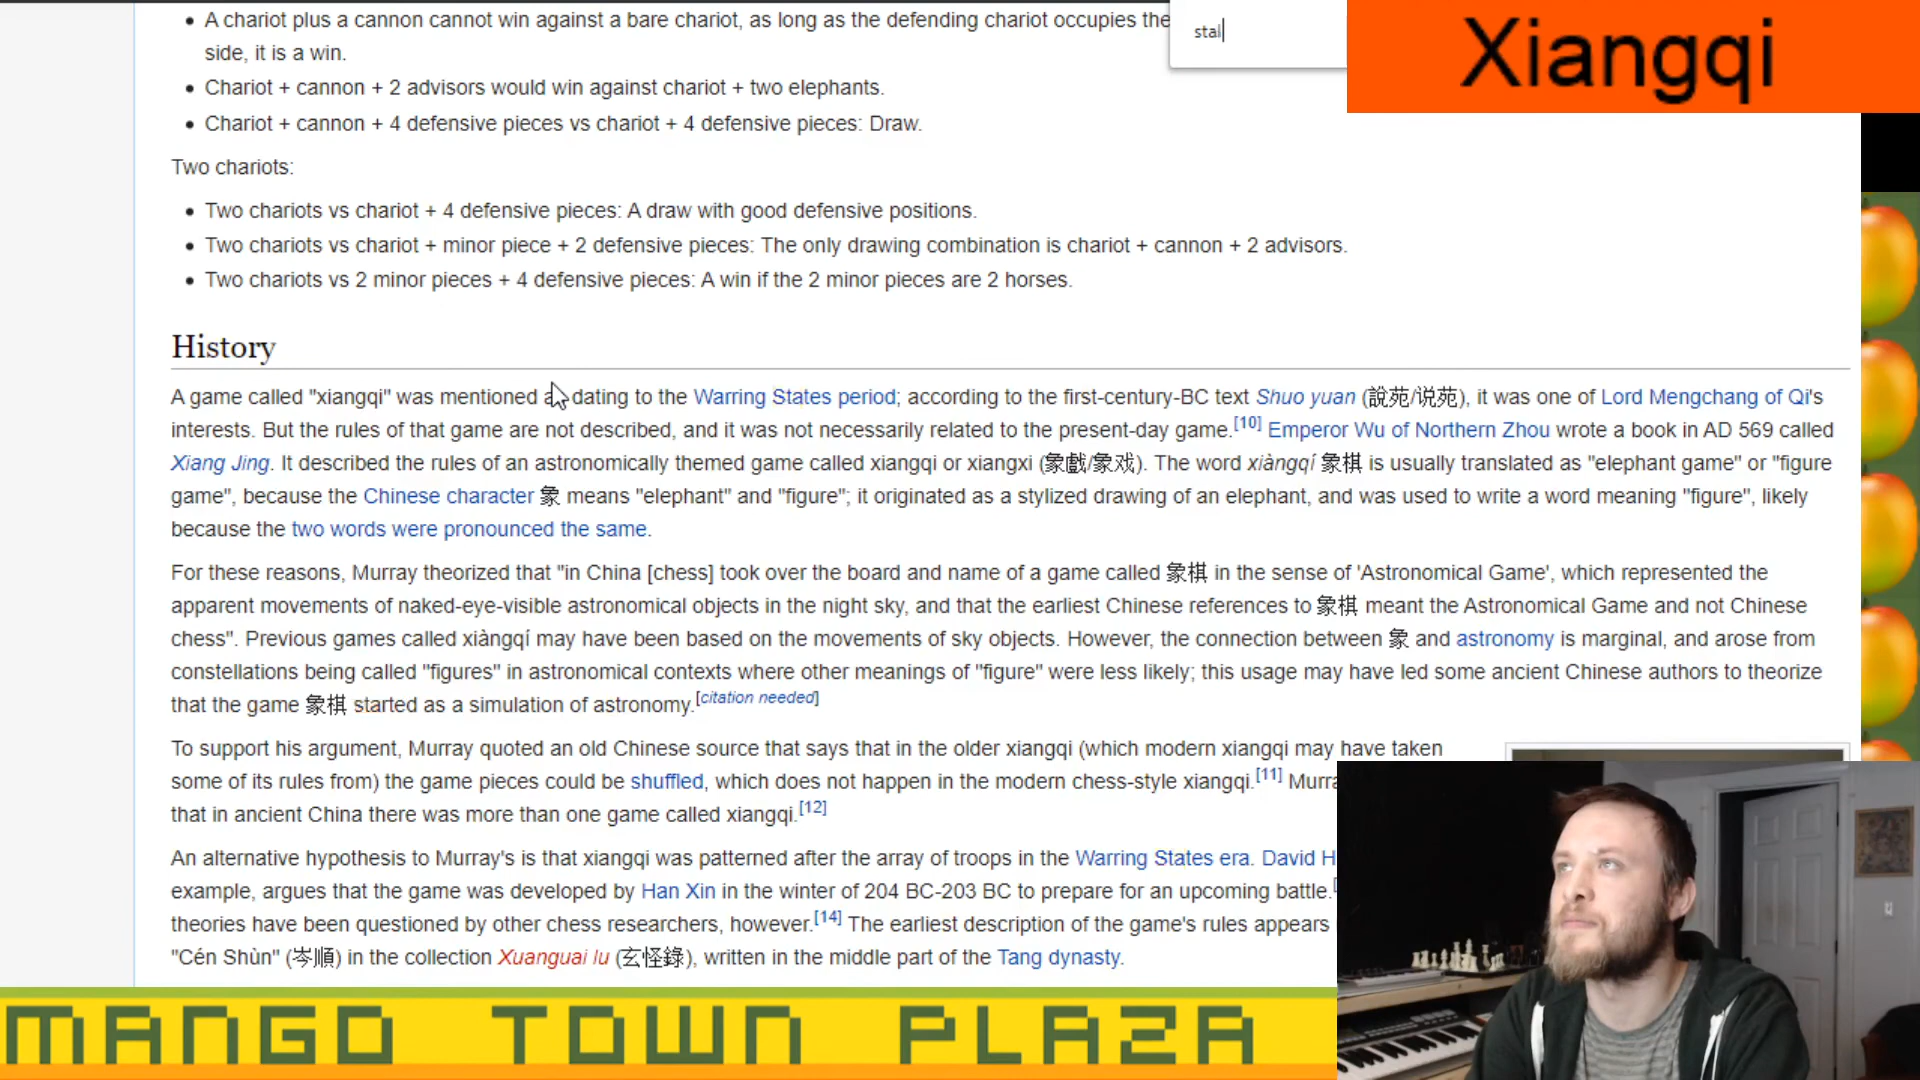 A chariot plus a cannon cannot win against a bare chariot, as long as the defending chariot occupies the
side, it is a win.
stal
Xiangqi
Chariot + cannon + 2 advisors would win against chariot + two elephants.
Chariot + cannon + 4 defensive pieces vs chariot + 4 defensive pieces: Draw.
Two chariots:
Two chariots vs chariot + 4 defensive pieces: A draw with good defensive positions.
Two chariots vs chariot + minor piece + 2 defensive pieces: The only drawing combination is chariot + cannon + 2 advisors.
Two chariots vs 2 minor pieces + 4 defensive pieces: A win if the 2 minor pieces are 2 horses.
History
A game called "xiangqi" was mentioned dating to the Warring States period; according to the first-century-BC text Shuo yuan (說苑/说苑), it was one of Lord Mengchang of Qi's
interests. But the rules of that game are not described, and it was not necessarily related to the present-day game.[10] Emperor Wu of Northern Zhou wrote a book in AD 569 called
Xiang Jing. It described the rules of an astronomically themed game called xiangqi or xiangxi (象戲/象戏). The word xiàngqí 象棋 is usually translated as "elephant game" or "figure
game", because the Chinese character 象 means "elephant" and "figure"; it originated as a stylized drawing of an elephant, and was used to write a word meaning "figure", likely
because the two words were pronounced the same.
For these reasons, Murray theorized that "in China [chess] took over the board and name of a game called 象棋 in the sense of 'Astronomical Game', which represented the
apparent movements of naked-eye-visible astronomical objects in the night sky, and that the earliest Chinese references to 象棋 meant the Astronomical Game and not Chinese
chess". Previous games called xiàngqí may have been based on the movements of sky objects. However, the connection between 象 and astronomy is marginal, and arose from
constellations being called "figures" in astronomical contexts where other meanings of "figure" were less likely; this usage may have led some ancient Chinese authors to theorize
that the game 象棋 started as a simulation of astronomy.[citation needed]
To support his argument, Murray quoted an old Chinese source that says that in the older xiangqi (which modern xiangqi may have taken
some of its rules from) the game pieces could be shuffled, which does not happen in the modern chess-style xiangqi.[11] Murra
that in ancient China there was more than one game called xiangqi.[12]
An alternative hypothesis to Murray's is that xiangqi was patterned after the array of troops in the Warring States era. David H
example, argues that the game was developed by Han Xin in the winter of 204 BC-203 BC to prepare for an upcoming battle.
theories have been questioned by other chess researchers, however.[14] The earliest description of the game's rules appears
"Cén Shùn" (岑順) in the collection Xuanguai lu (玄怪錄), written in the middle part of the Tang dynasty.
MANGO TOWN PLAZA